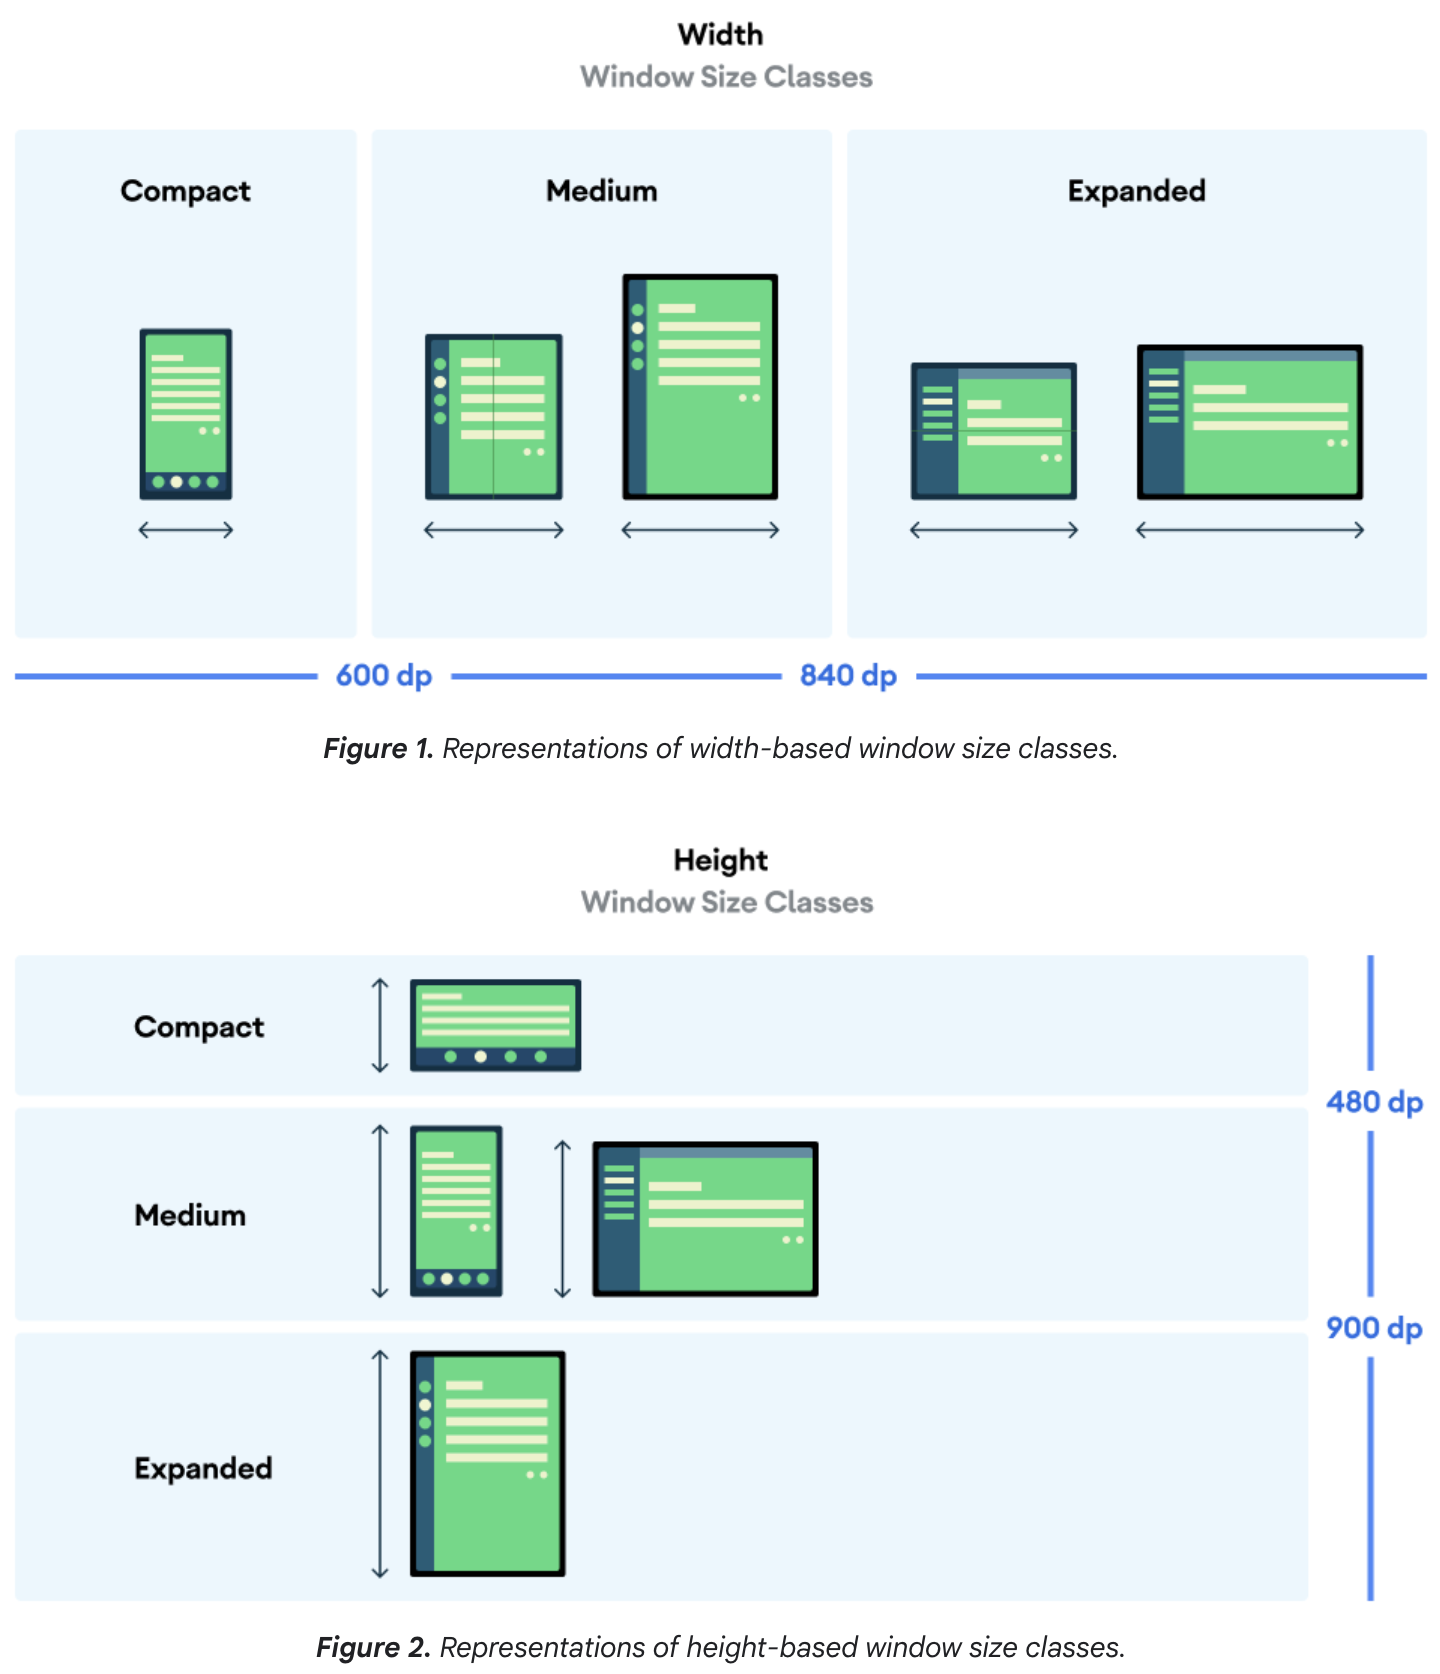 Width
Window Size Classes
Compact
Medium
Expanded
600 dp
840 dp
Figure 1. Representations of width-based window size classes.
Height
Window Size Classes
Compact
480 dp
Medium
900 dp
Expanded
Figure 2. Representations of height-based window size classes.